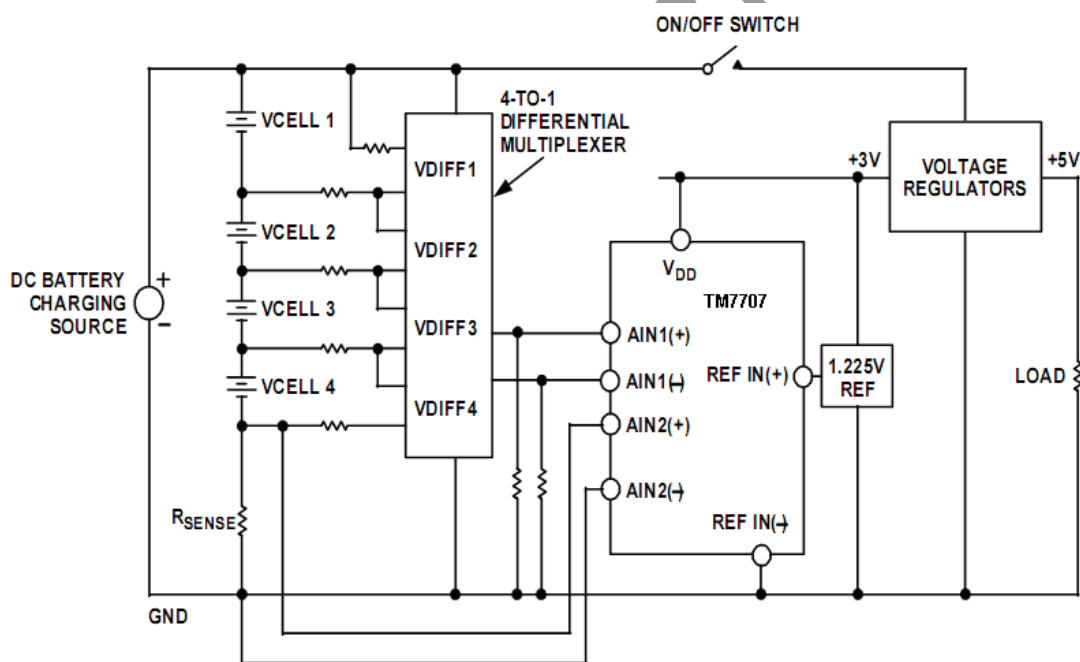 ON/OFF SWITCH
4-TO-1
DIFFERENTIAL
MULTIPLEXER
VCELL 1
VDIFF1
+3V
VOLTAGE
REGULATORS
+5V
VCELL 2
VDIFF2
VDD
TM7707
DC BATTERY
CHARGING
SOURCE
+
-
VCELL 3
VDIFF3
AIN1(+)
REF IN(+)
1.225V
REF
LOAD
VCELL 4
VDIFF4
AIN1(-)
AIN2(+)
AIN2(-)
RSENSE
REF IN(-)
GND